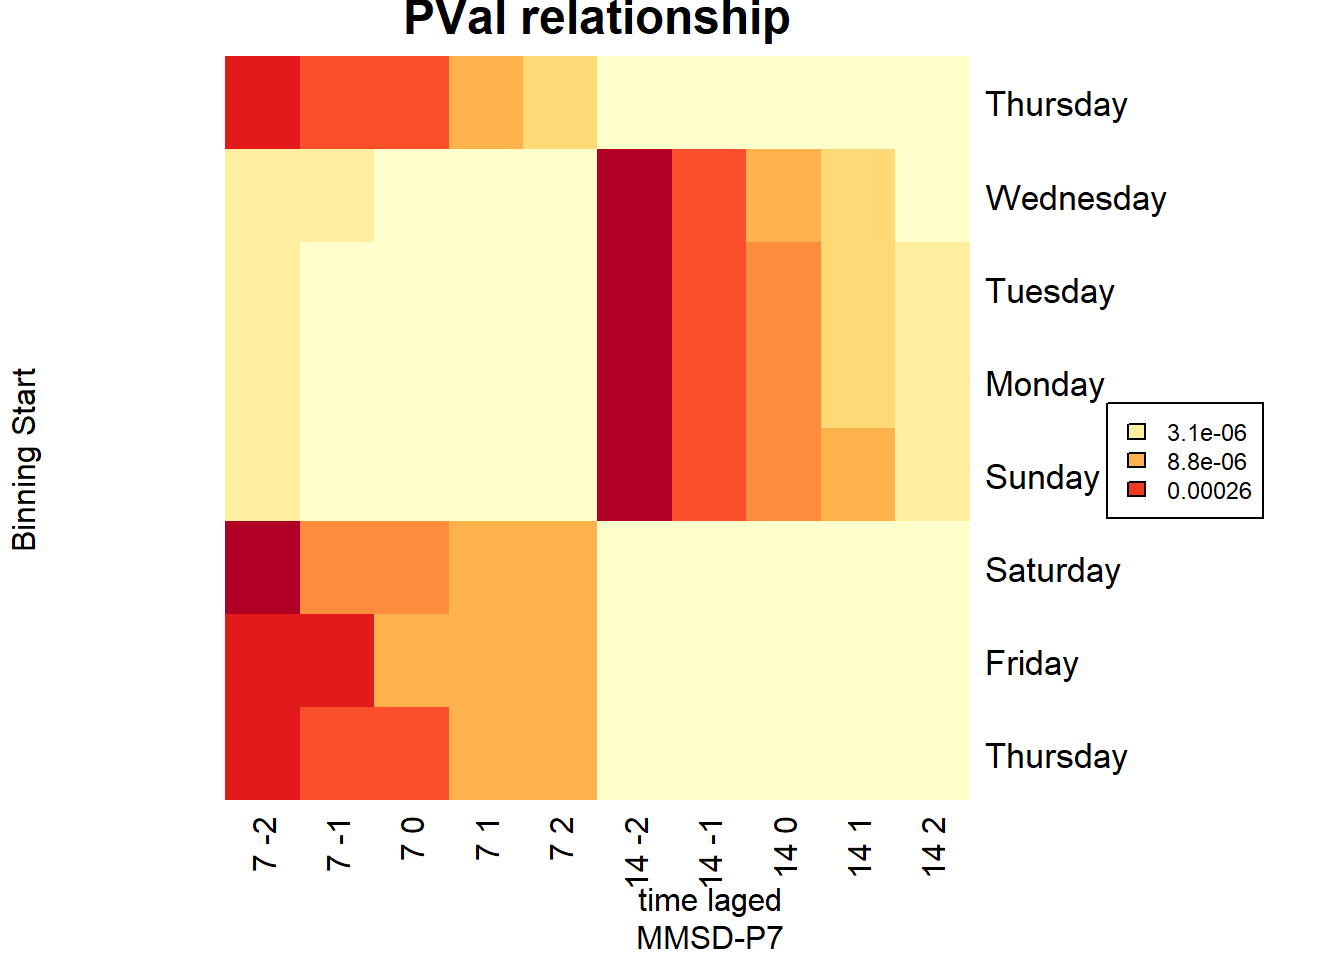 PVal relationship
Thursday
Wednesday
Tuesday
Monday
Sunday
Saturday
Friday
Thursday
Binning Start
3.1e-06
8.8e-06
0.00026
7 -2
7 -1
7 0
7 1
7 2
14 -2
14 -1
14 0
14 1
14 2
time laged
MMSD-P7